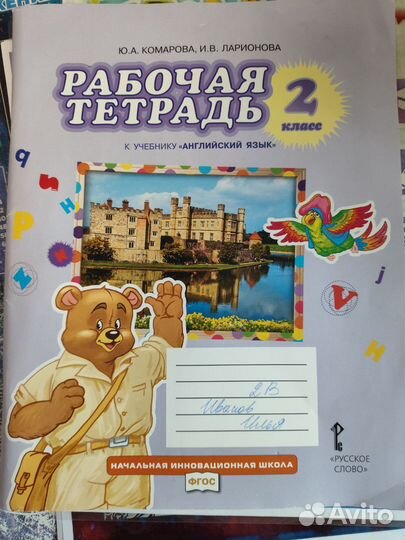 Ю.А. КОМАРОВА, И.В. ЛАРИОНОВА
РАБОЧАЯ
ТЕТРАДЬ
2
класс
К УЧЕБНИКУ «АНГЛИЙСКИЙ ЯЗЫК»
2В
Иванов
Илья
НАЧАЛЬНАЯ ИННОВАЦИОННАЯ ШКОЛА
ФГОС
«РУССКОЕ
СЛОВО»
Avito